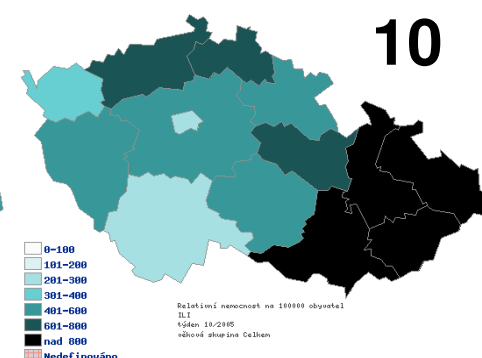 10
0-100
101-200
201-300
301-400
401-600
601-800
nad 800
Nedefinováno
Relativní nemocnost na 100000 obyvatel
ILI
týden 10/2005
věková skupina Celkem